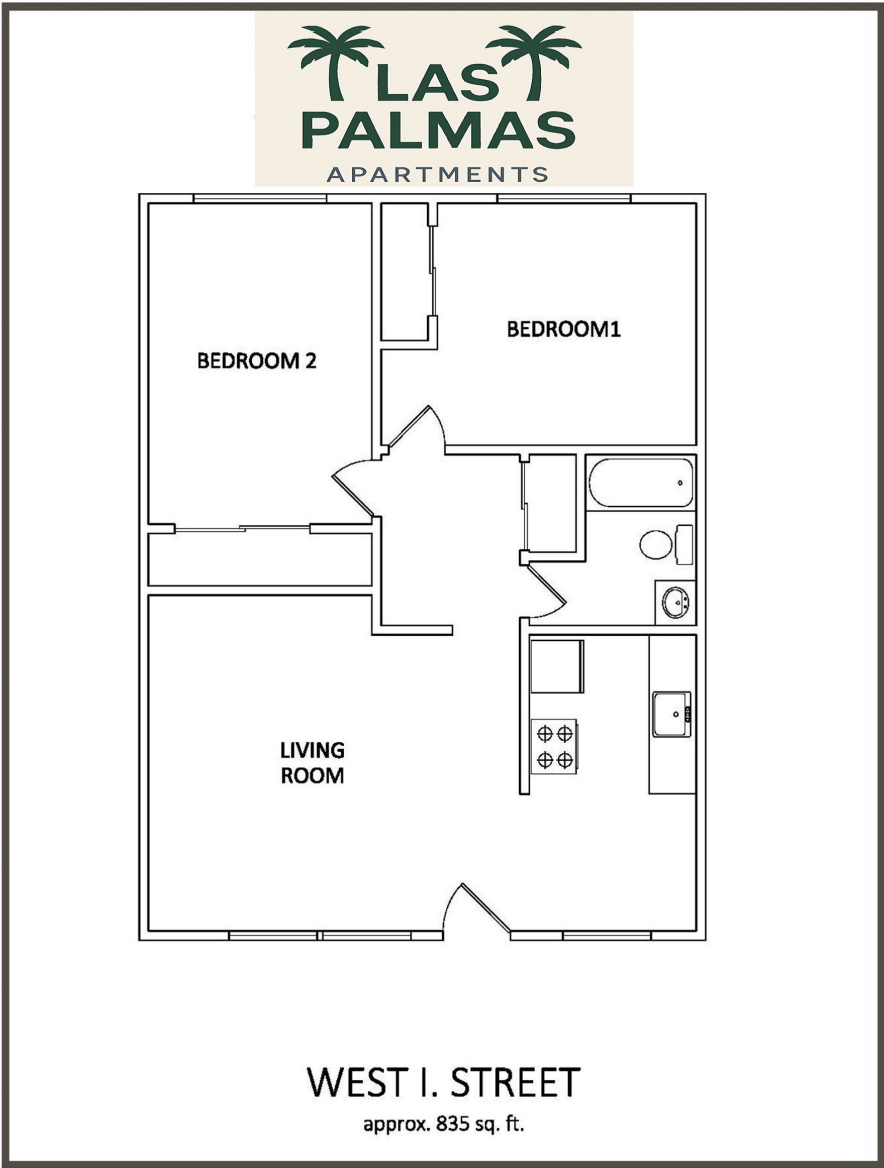 LAS
PALMAS
APARTMENTS
BEDROOM1
BEDROOM 2
LIVING
ROOM
WEST I. STREET
approx. 835 sq. ft.